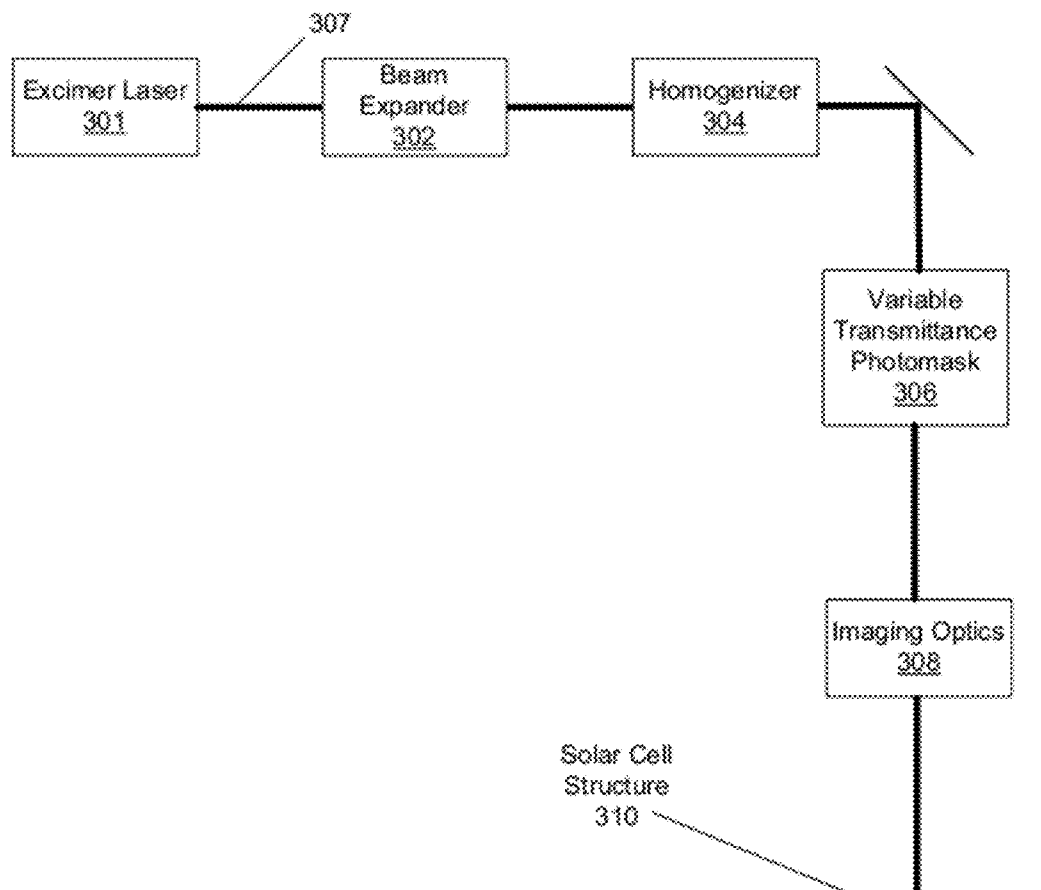 307
Excimer Laser
301
Beam
Expander
302
Homogenizer
304
Variable
Transmittance
Photomask
306
Imaging Optics
308
Solar Cell
Structure
310